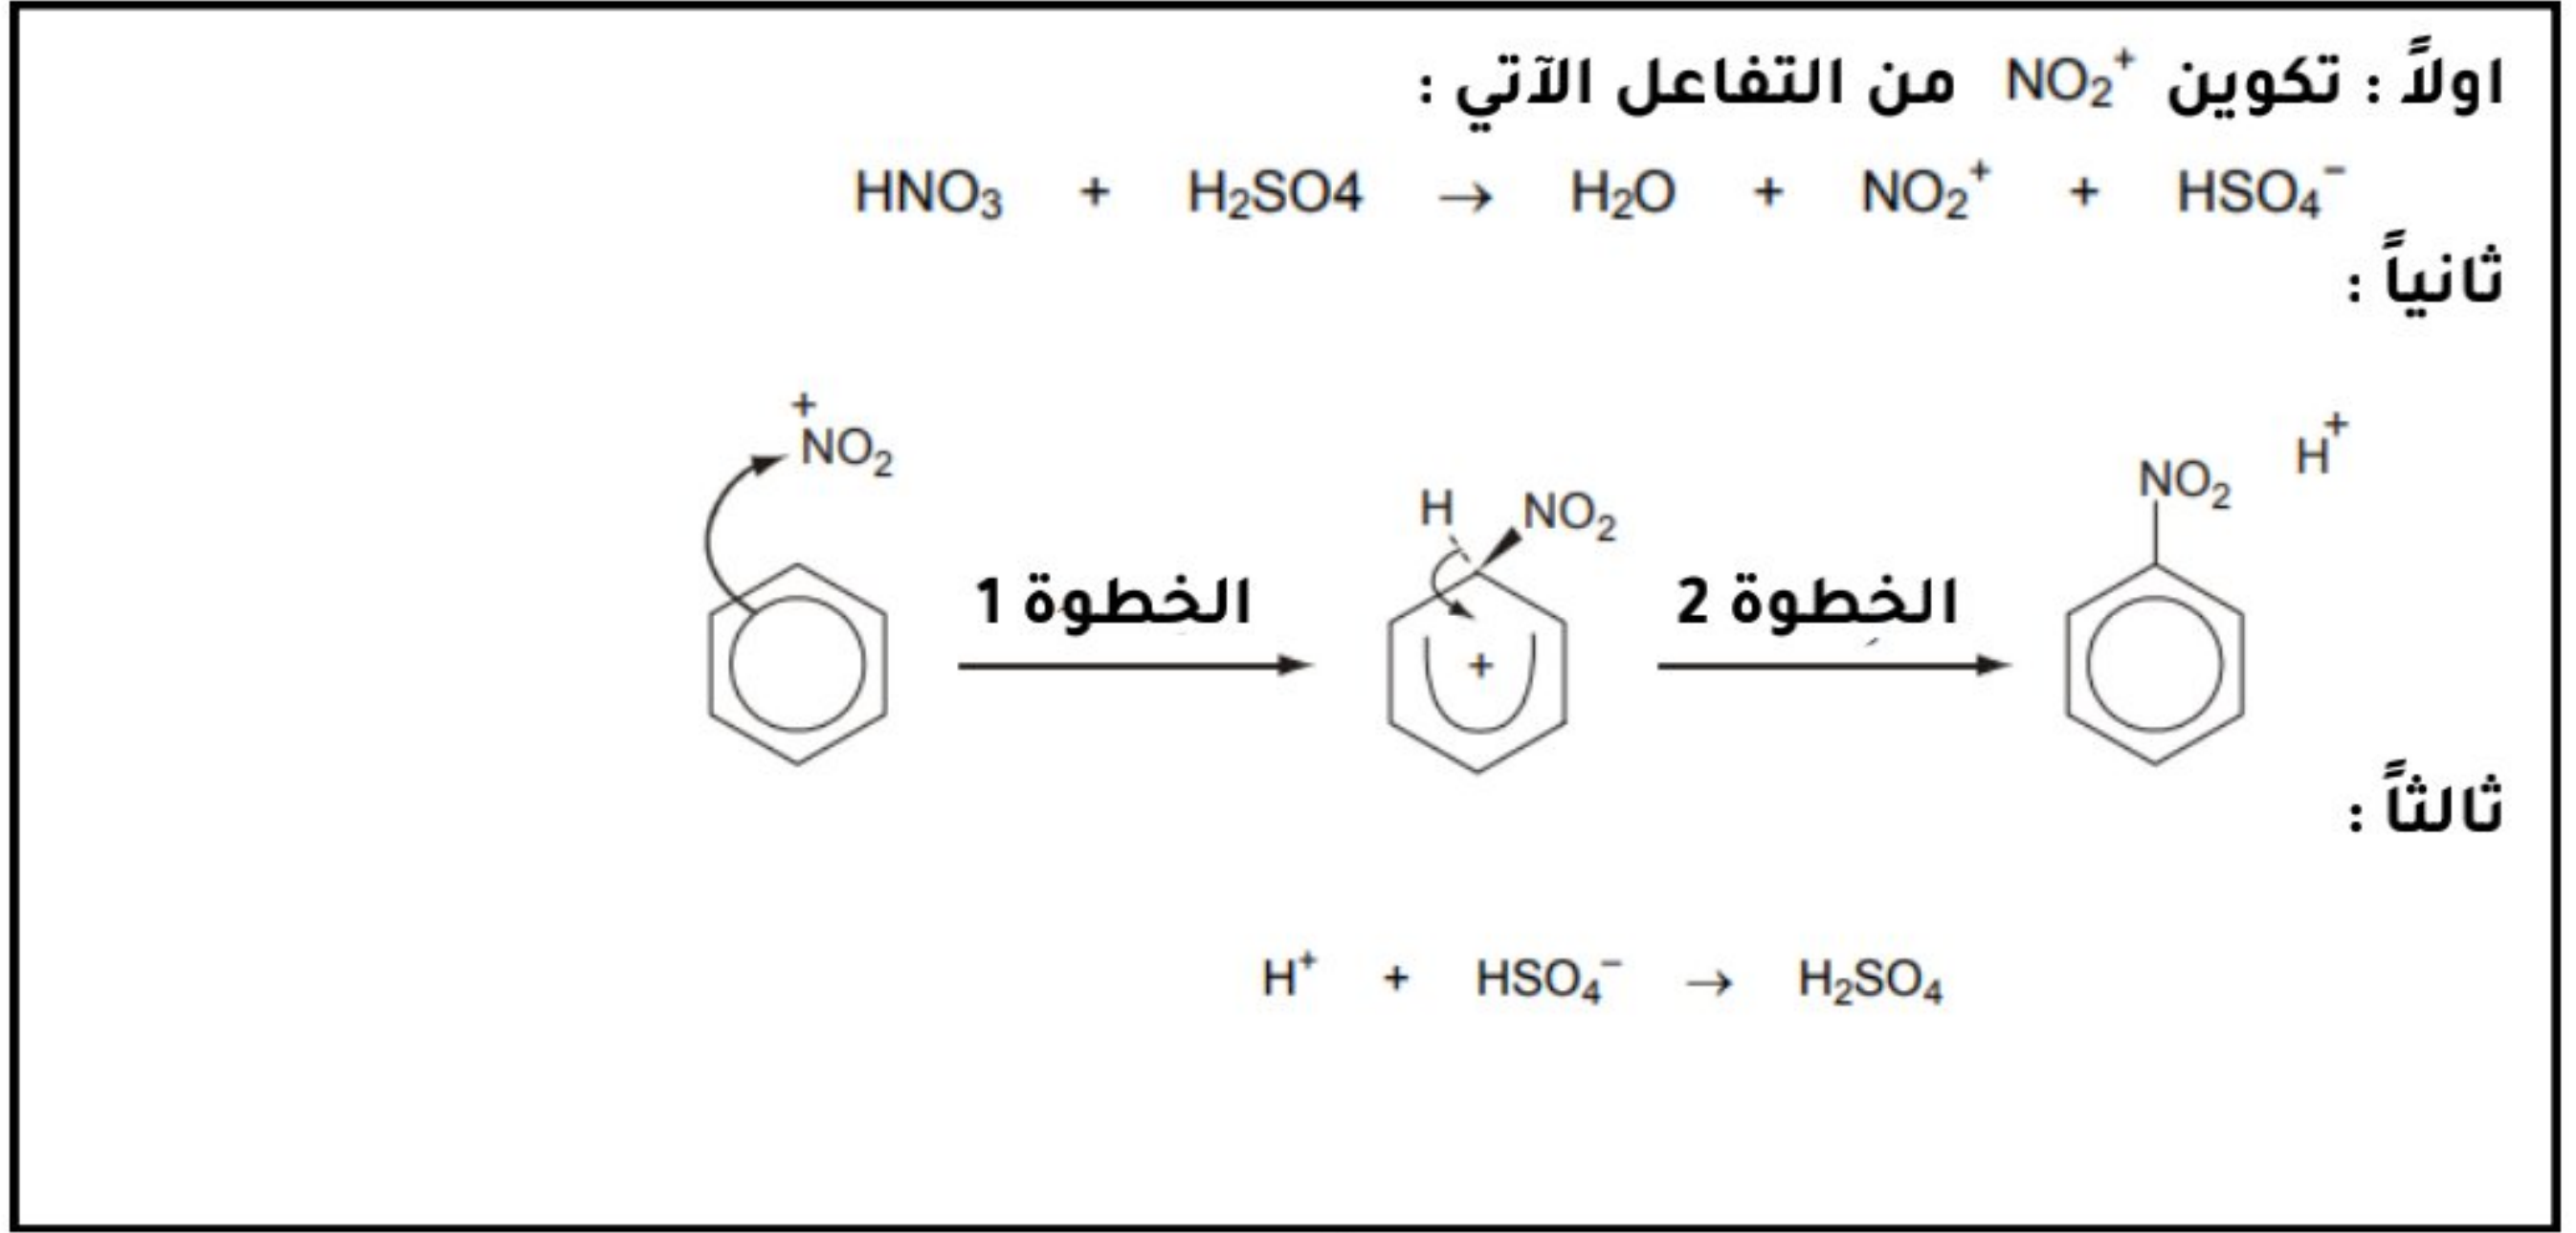 اولاً : تكوين NO₂⁺ من التفاعل الآتي :
HNO₃ + H₂SO4 → H₂O + NO₂⁺ + HSO₄⁻
ثانياً :
+
NO₂
H NO₂
NO₂ H⁺
الخطوة 1
الخطوة 2
+
ثالثاً :
H⁺ + HSO₄⁻ → H₂SO₄